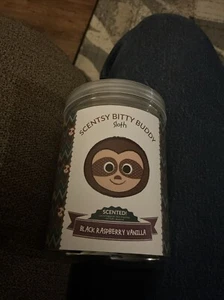 SCENTSY BITTY BUDDY
Sloth
SCENTED!
BLACK RASPBERRY VANILLA